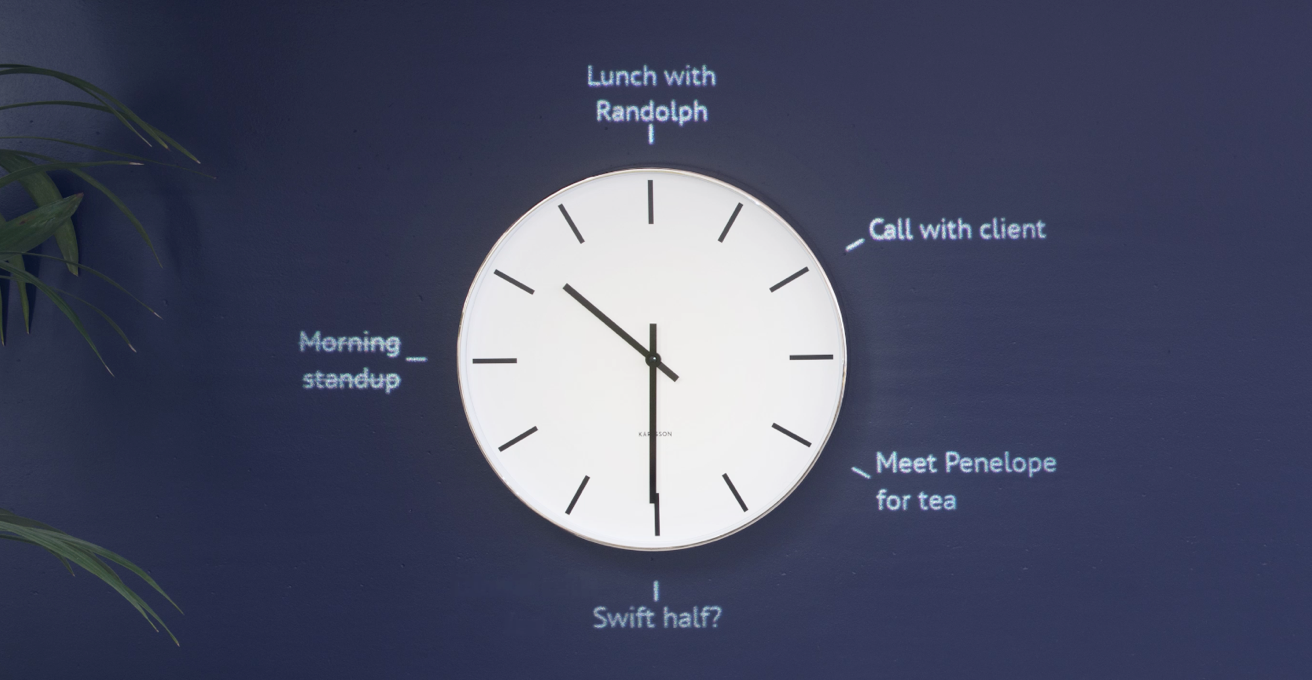 Lunch with
Randolph
Call with client
Morning
standup
KARLSSON
Meet Penelope
for tea
Swift half?